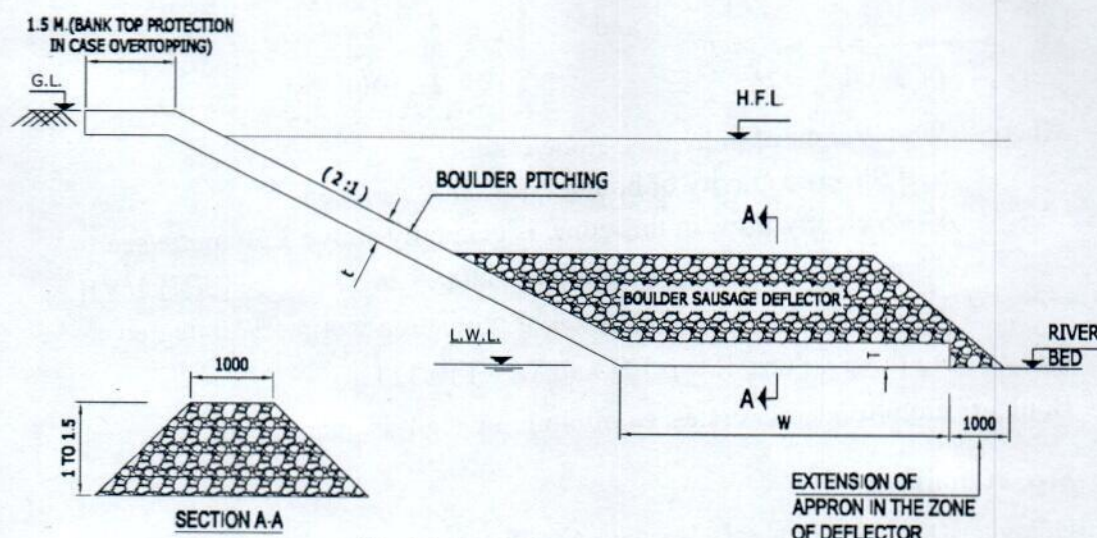 1.5 M.(BANK TOP PROTECTION
IN CASE OVERTOPPING)
G.L.
H.F.L.
(2:1)
BOULDER PITCHING
t
A
BOULDER SAUSAGE DEFLECTOR
L.W.L.
T
RIVER
BED
A
W
1000
1000
1 TO 1.5
SECTION A-A
EXTENSION OF
APPRON IN THE ZONE
OF DEFLECTOR